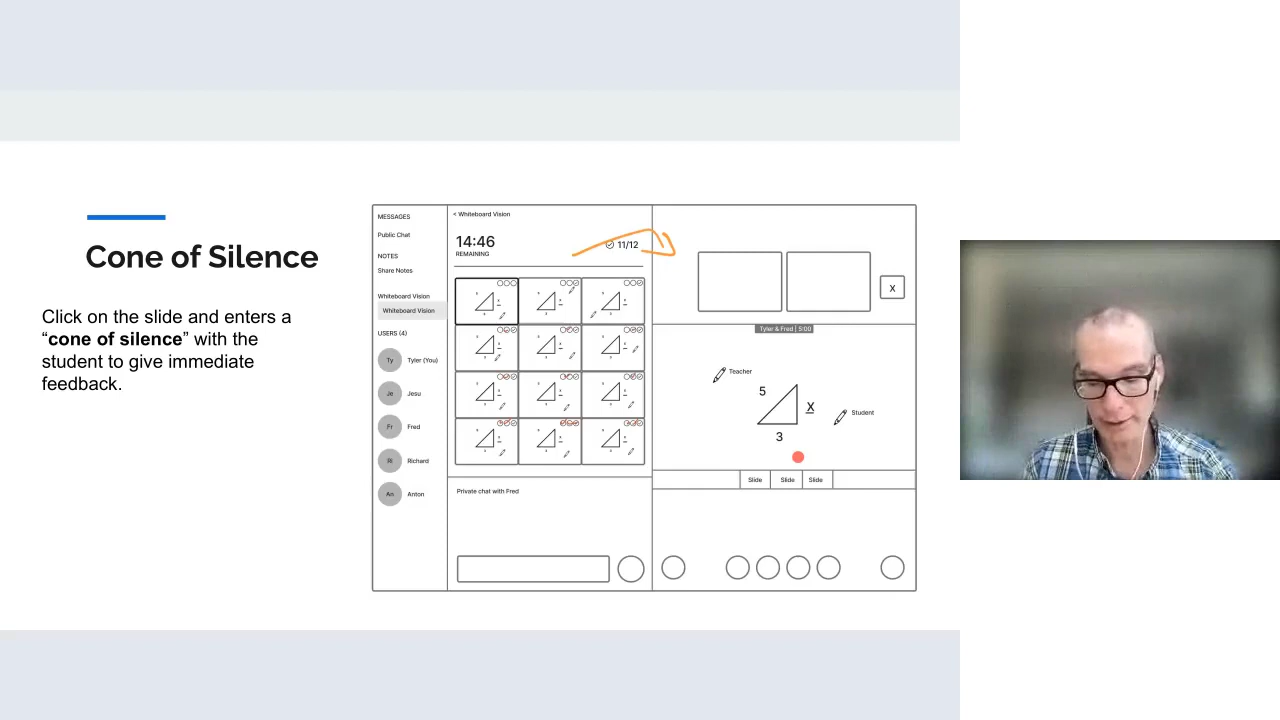 Cone of Silence
Click on the slide and enters a
“cone of silence” with the
student to give immediate
feedback.
MESSAGES
Public Chat
NOTES
Share Notes
Whiteboard Vision
Whiteboard Vision
USERS (4)
Ty Tyler (You)
Je Jesu
Fr Fred
Ri Richard
An Anton
< Whiteboard Vision
14:46
REMAINING
11/12
Private chat with Fred
X
Tyler & Fred | 5:00
Teacher
5
X
Student
3
Slide Slide Slide